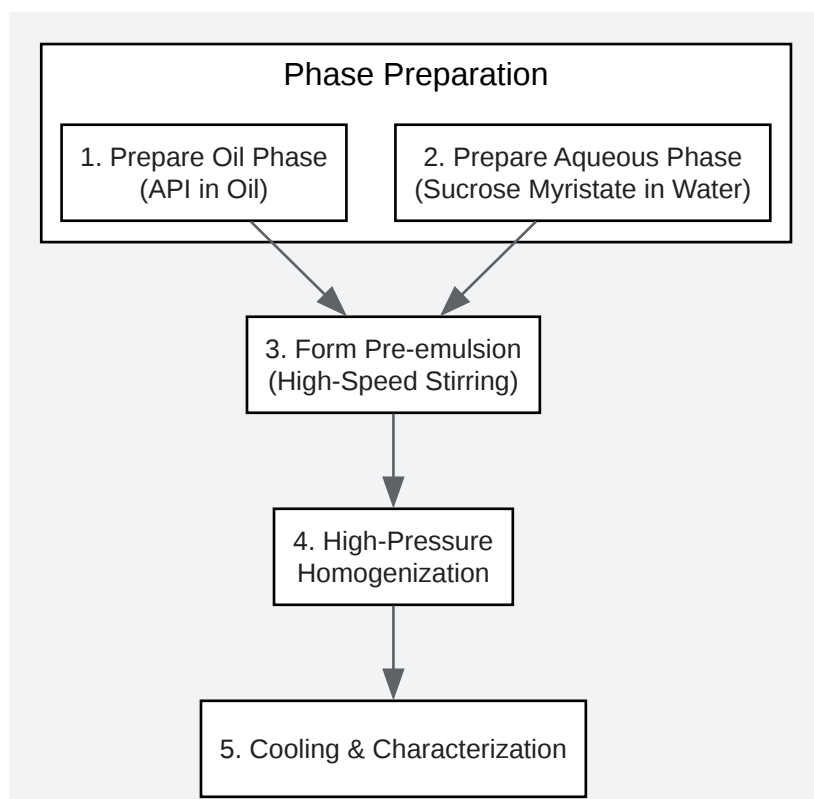 Phase Preparation
1. Prepare Oil Phase
(API in Oil)
2. Prepare Aqueous Phase
(Sucrose Myristate in Water)
3. Form Pre-emulsion
(High-Speed Stirring)
4. High-Pressure
Homogenization
5. Cooling & Characterization